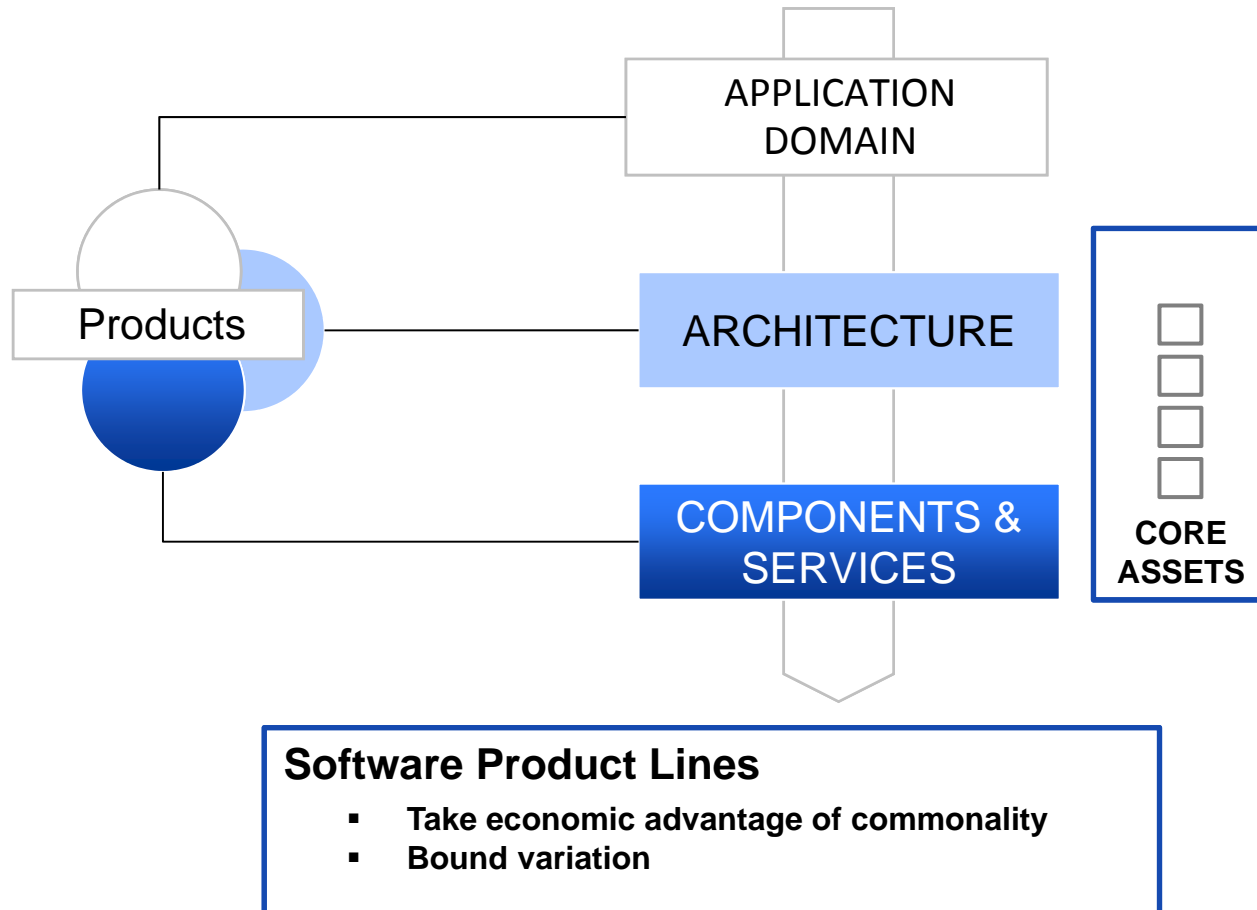 APPLICATION
DOMAIN
Products
ARCHITECTURE
COMPONENTS &
SERVICES
CORE
ASSETS
Software Product Lines
▪ Take economic advantage of commonality
▪ Bound variation